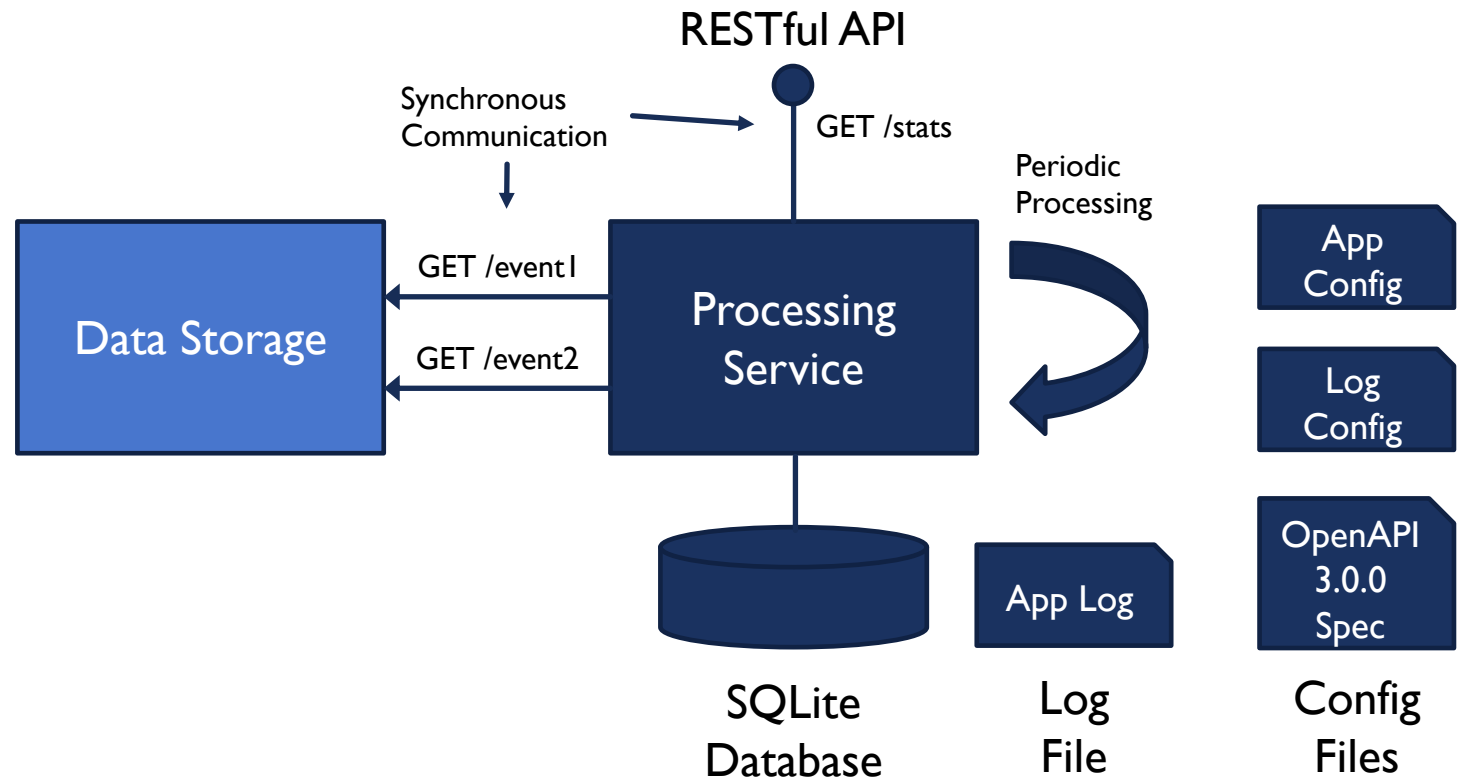 RESTful API
Synchronous
Communication
GET /stats
Periodic
Processing
GET /event1
GET /event2
Data Storage
Processing
Service
App
Config
Log
Config
OpenAPI
3.0.0
Spec
App Log
SQLite
Database
Log
File
Config
Files